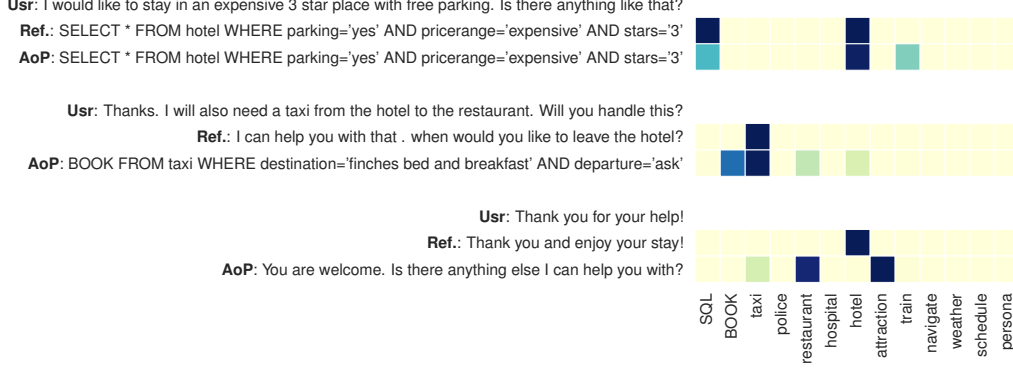 Usr: I would like to stay in an expensive 3 star place with free parking. Is there anything like that?
Ref.: SELECT * FROM hotel WHERE parking='yes' AND pricerange='expensive' AND stars='3'
AoP: SELECT * FROM hotel WHERE parking='yes' AND pricerange='expensive' AND stars='3'
Usr: Thanks. I will also need a taxi from the hotel to the restaurant. Will you handle this?
Ref.: I can help you with that . when would you like to leave the hotel?
AoP: BOOK FROM taxi WHERE destination='finches bed and breakfast' AND departure='ask'
Usr: Thank you for your help!
Ref.: Thank you and enjoy your stay!
AoP: You are welcome. Is there anything else I can help you with?
SQL
BOOK
taxi
police
restaurant
hospital
hotel
attraction
train
navigate
weather
schedule
persona